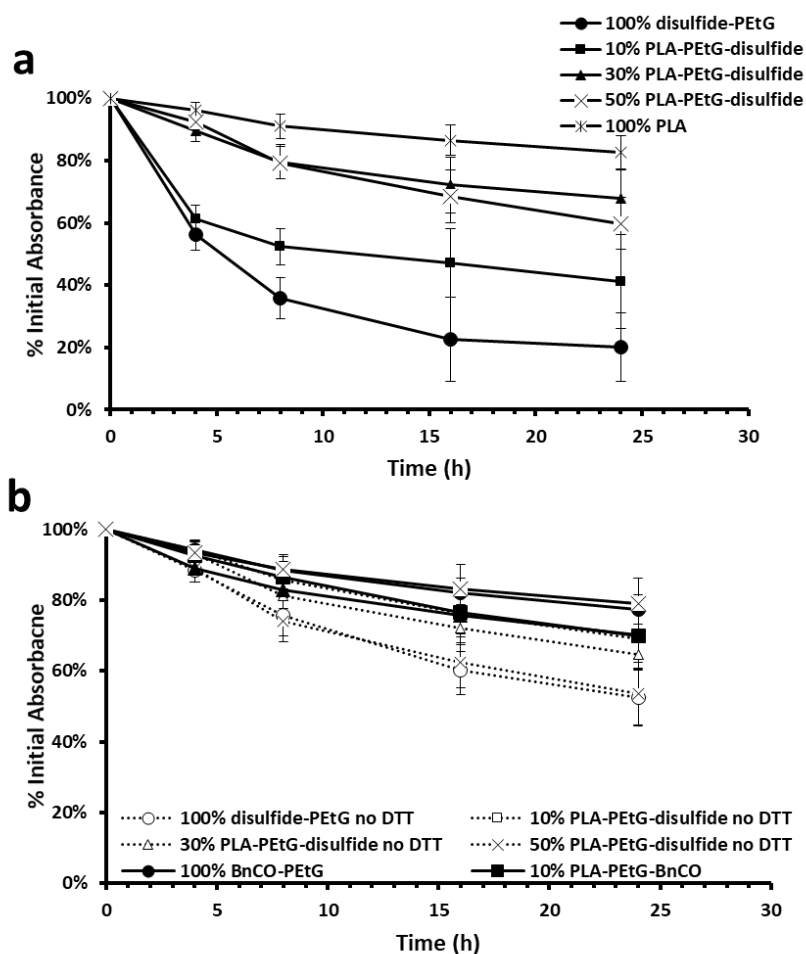 a
100% disulfide-PEtG
10% PLA-PEtG-disulfide
30% PLA-PEtG-disulfide
50% PLA-PEtG-disulfide
100% PLA
% Initial Absorbance
100%
80%
60%
40%
20%
0%
0 5 10 15 20 25 30
Time (h)
b
% Initial Absorbacne
100%
80%
60%
40%
20%
0%
100% disulfide-PEtG no DTT 10% PLA-PEtG-disulfide no DTT
30% PLA-PEtG-disulfide no DTT 50% PLA-PEtG-disulfide no DTT
100% BnCO-PEtG 10% PLA-PEtG-BnCO
0 5 10 15 20 25 30
Time (h)